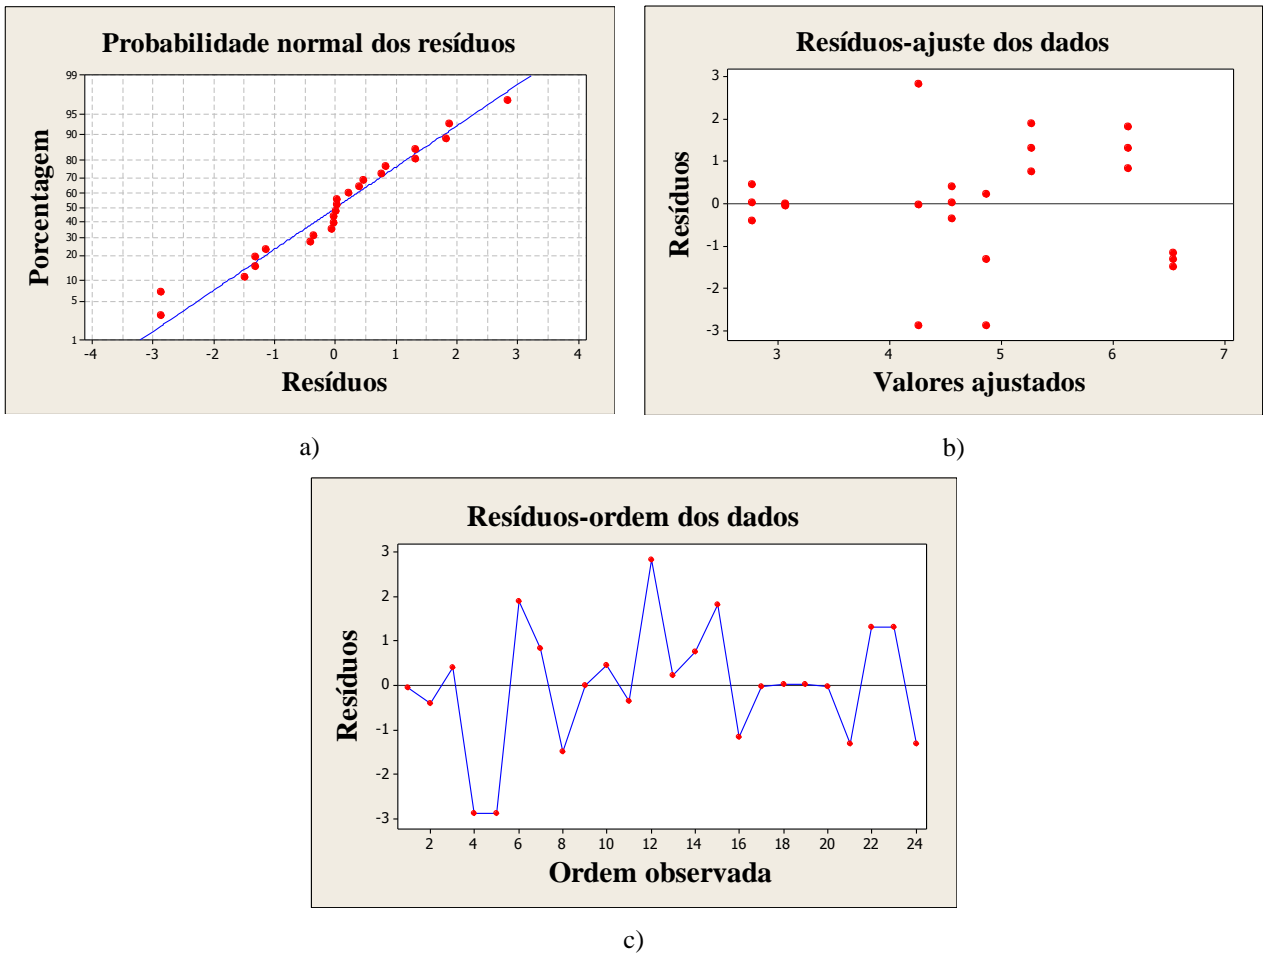 Probabilidade normal dos resíduos
99
95
90
80
70
60
50
40
30
20
10
5
1
Porcentagem
-4 -3 -2 -1 0 1 2 3 4
Resíduos
a)
Resíduos-ajuste dos dados
3
2
1
0
-1
-2
-3
Resíduos
3 4 5 6 7
Valores ajustados
b)
Resíduos-ordem dos dados
3
2
1
0
-1
-2
-3
Resíduos
2 4 6 8 10 12 14 16 18 20 22 24
Ordem observada
c)